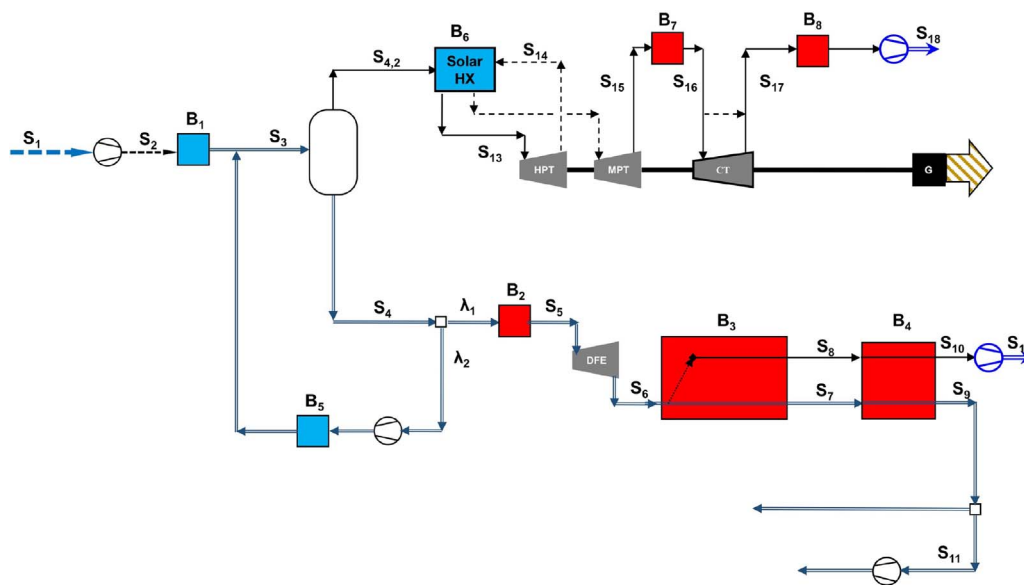 B6
S18
B7
B8
S4,2
Solar
HX
S14
S15
S16
S17
S1
S2
B1
S3
S13
HPT
MPT
CT
G
S4
λ1
B2
S5
B3
B4
λ2
DFE
S8
S10
S1
S6
S7
S9
B5
S11